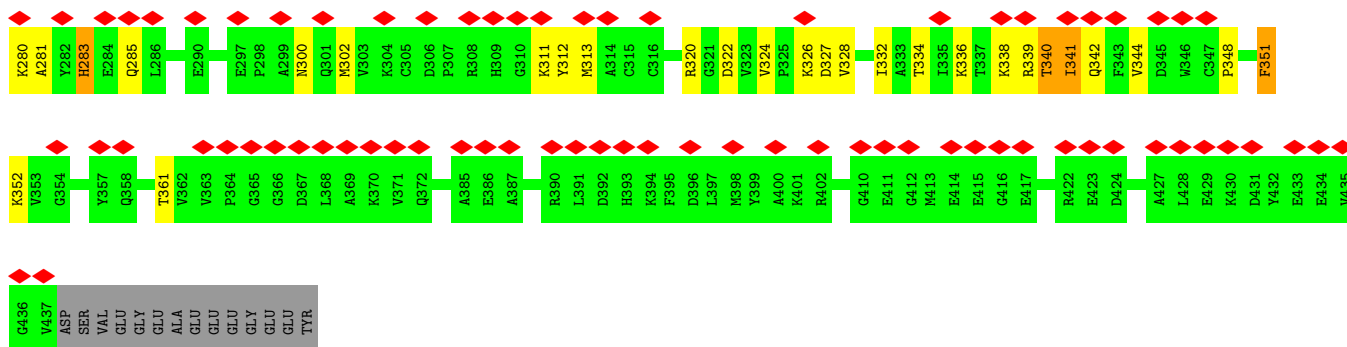 K280 A281 Y282 H283 E284 Q285 L286 E290 E297 P298 A299 N300 Q301 M302 V303 K304 C305 D306 P307 R308 H309 G310 K311 Y312 M313 A314 C315 C316 R320 G321 D322 V323 V324 P325 K326 D327 V328 I332 A333 T334 I335 K336 T337 K338 R339 T340 I341 Q342 F343 V344 D345 W346 C347 P348 F351
K352 V353 G354 Y357 Q358 T361 V362 V363 P364 G365 G366 D367 L368 A369 K370 V371 Q372 A385 E386 A387 R390 L391 D392 H393 K394 F395 D396 L397 M398 Y399 A400 K401 R402 G410 E411 G412 M413 E414 E415 G416 E417 R422 E423 D424 A427 L428 E429 K430 D431 Y432 E433 E434 V435
G436 V437 ASP SER VAL GLU GLY GLU ALA GLU GLU GLU GLY GLU GLU TYR